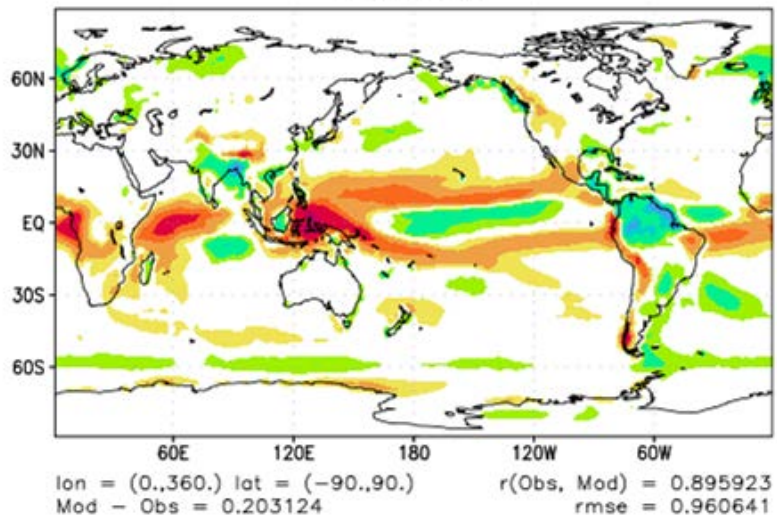 60N
30N
EQ
30S
60S
60E 120E 180 120W 60W
lon = (0.,360.) lat = (-90.,90.) r(Obs, Mod) = 0.895923
Mod - Obs = 0.203124 rmse = 0.960641